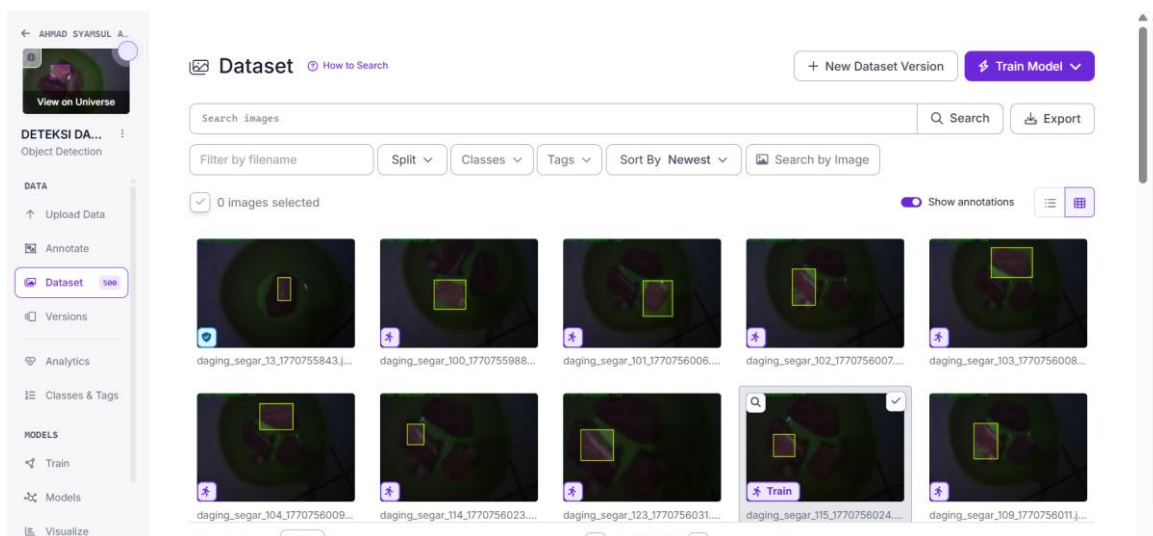 ← AHMAD SYAMSUL A…
View on Universe
DETEKSI DA...
Object Detection
DATA
Upload Data
Annotate
Dataset 500
Versions
Analytics
Classes & Tags
MODELS
Train
Models
Visualize
Dataset How to Search
+ New Dataset Version
Train Model
Search images
Search
Export
Filter by filename
Split
Classes
Tags
Sort By Newest
Search by Image
0 images selected
Show annotations
daging_segar_13_1770755843.j...
daging_segar_100_1770755988...
daging_segar_101_1770756006....
daging_segar_102_1770756007....
daging_segar_103_1770756008...
Train
daging_segar_104_1770756009...
daging_segar_114_1770756023....
daging_segar_123_1770756031....
daging_segar_115_1770756024....
daging_segar_109_1770756011.j...